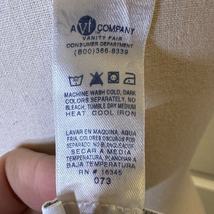 A vf COMPANY
VANITY FAIR
CONSUMER DEPARTMENT
(800) 366-8339
MACHINE WASH COLD, DARK
COLORS SEPARATELY, NO
BLEACH, TUMBLE DRY MEDIUM
HEAT COOL IRON
LAVAR EN MAQUINA, AGUA
FRIA, COLORES OSCUROS POR
SEPARADO, NO BLANQUEAR,
SECAR A MEDIA
TEMPERATURA, PLANCHAR A
BAJA TEMPERATURA
RN # 16345
073